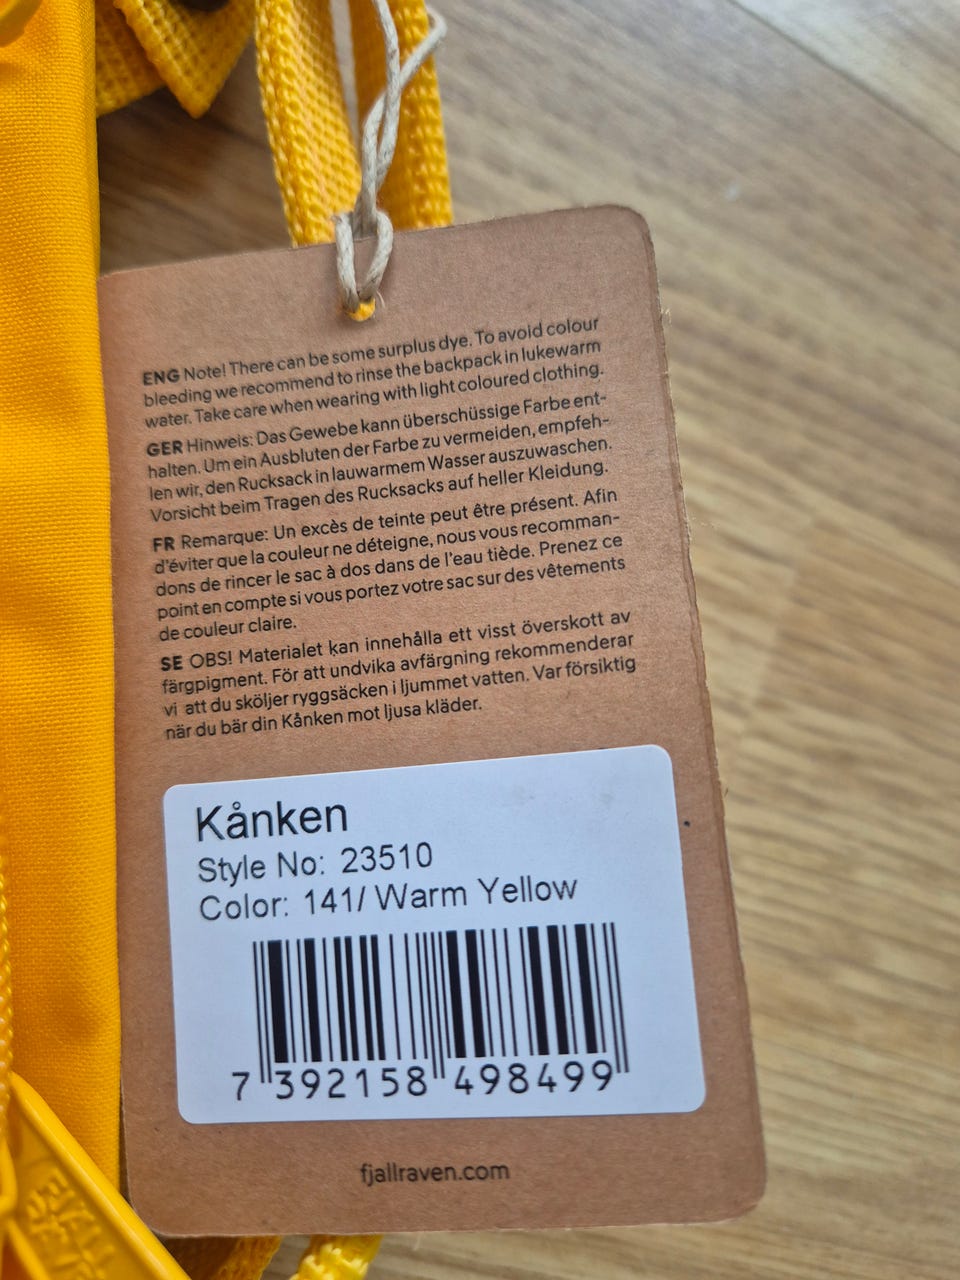 ENG Note! There can be some surplus dye. To avoid colour
bleeding we recommend to rinse the backpack in lukewarm
water. Take care when wearing with light coloured clothing.
GER Hinweis: Das Gewebe kann überschüssige Farbe ent-
halten. Um ein Ausbluten der Farbe zu vermeiden, empfeh-
len wir, den Rucksack in lauwarmem Wasser auszuwaschen.
Vorsicht beim Tragen des Rucksacks auf heller Kleidung.
FR Remarque: Un excès de teinte peut être présent. Afin
d'éviter que la couleur ne déteigne, nous vous recomman-
dons de rincer le sac à dos dans de l'eau tiède. Prenez ce
point en compte si vous portez votre sac sur des vêtements
de couleur claire.
SE OBS! Materialet kan innehålla ett visst överskott av
färgpigment. För att undvika avfärgning rekommenderar
vi att du sköljer ryggsäcken i ljummet vatten. Var försiktig
när du bär din Kånken mot ljusa kläder.
Kånken
Style No: 23510
Color: 141/ Warm Yellow
7 392158 498499
fjallraven.com